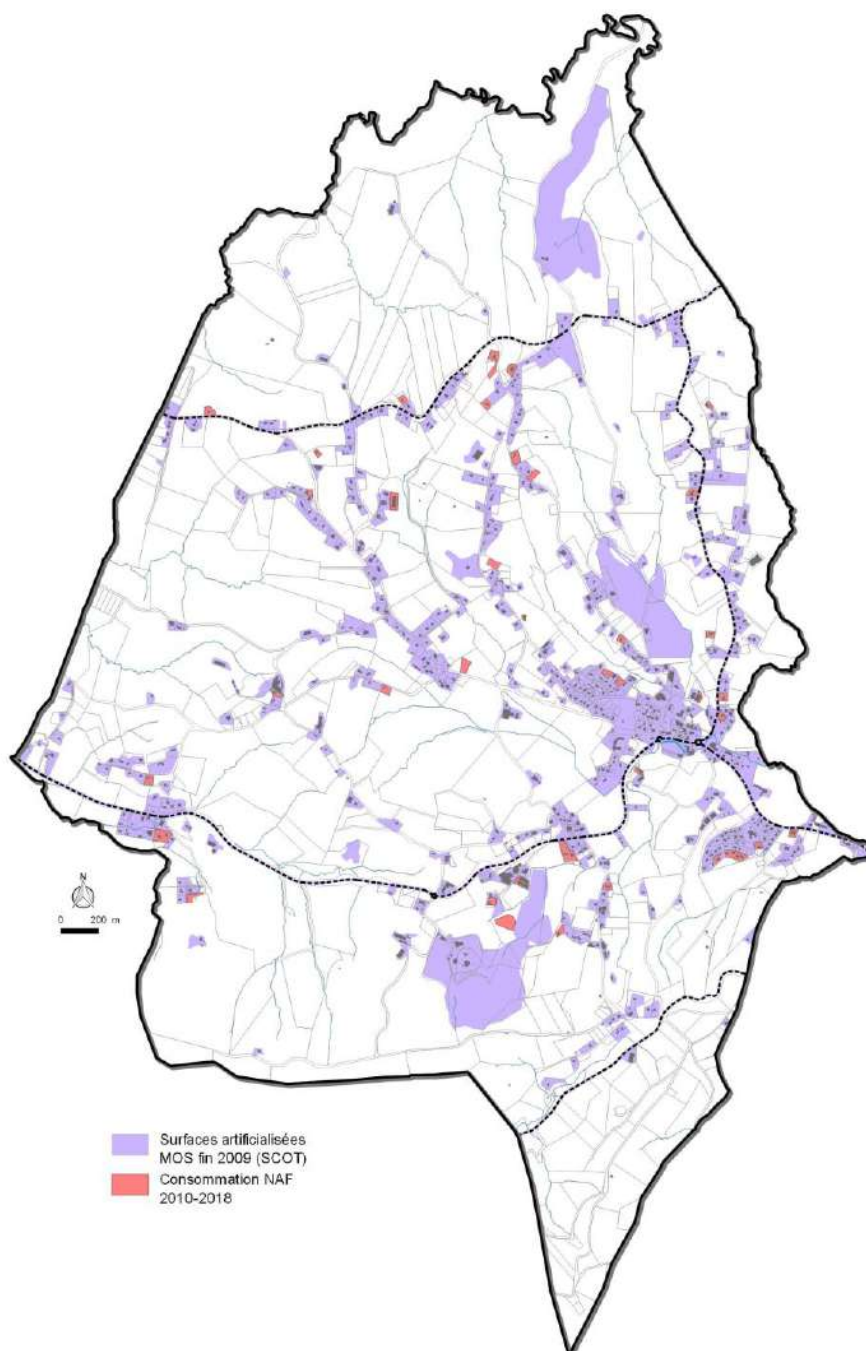 N
0 200 m
Surfaces artificialisées
MOS fin 2009 (SCOT)
Consommation NAF
2010-2018